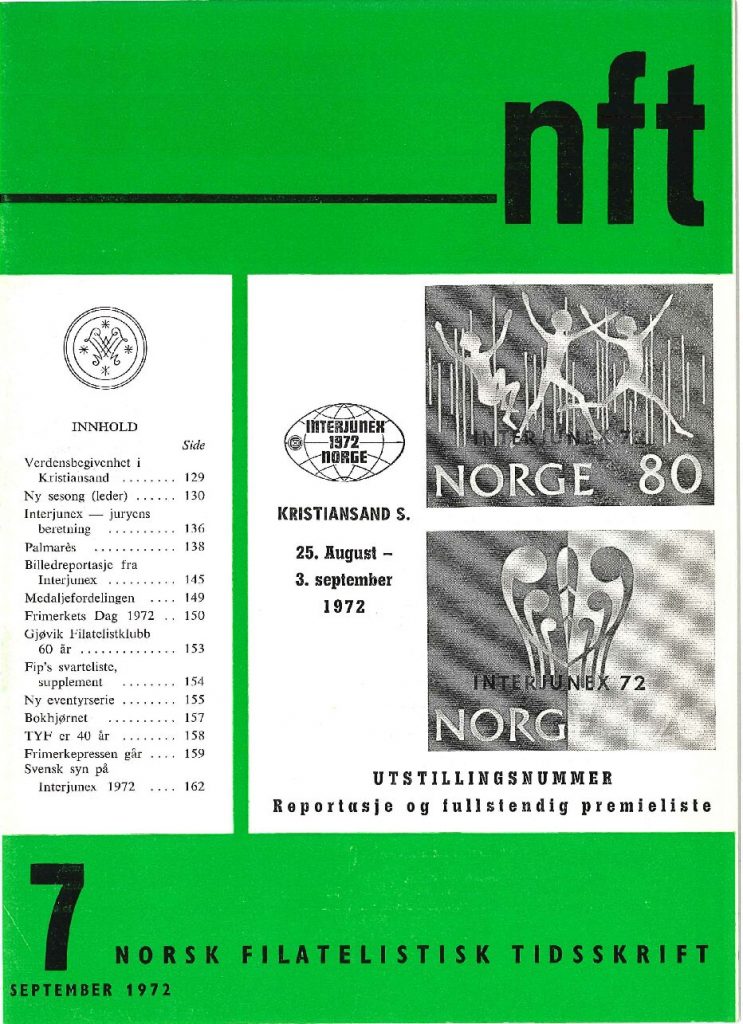 nft
INNHOLD
Side
Verdensbegivenhet i
Kristiansand ........ 129
Ny sesong (leder) ...... 130
Interjunex — juryens
beretning .......... 136
Palmarès ............ 138
Billedreportasje fra
Interjunex .......... 145
Medaljefordelingen .... 149
Frimerkets Dag 1972 .. 150
Gjøvik Filatelistklubb
60 år .............. 153
Fip's svarteliste,
supplement ........ 154
Ny eventyrserie ........ 155
Bokhjørnet .......... 157
TYF er 40 år ........ 158
Frimerkepressen går .... 159
Svensk syn på
Interjunex 1972 .... 162
INTERJUNEX
1972
NORGE
KRISTIANSAND S.
25. August –
3. september
1972
INTERJUNEX 72
NORGE 80
INTERJUNEX 72
NORGE
UTSTILLINGSNUMMER
Reportasje og fullstendig premieliste
7
NORSK FILATELISTISK TIDSSKRIFT
SEPTEMBER 1972